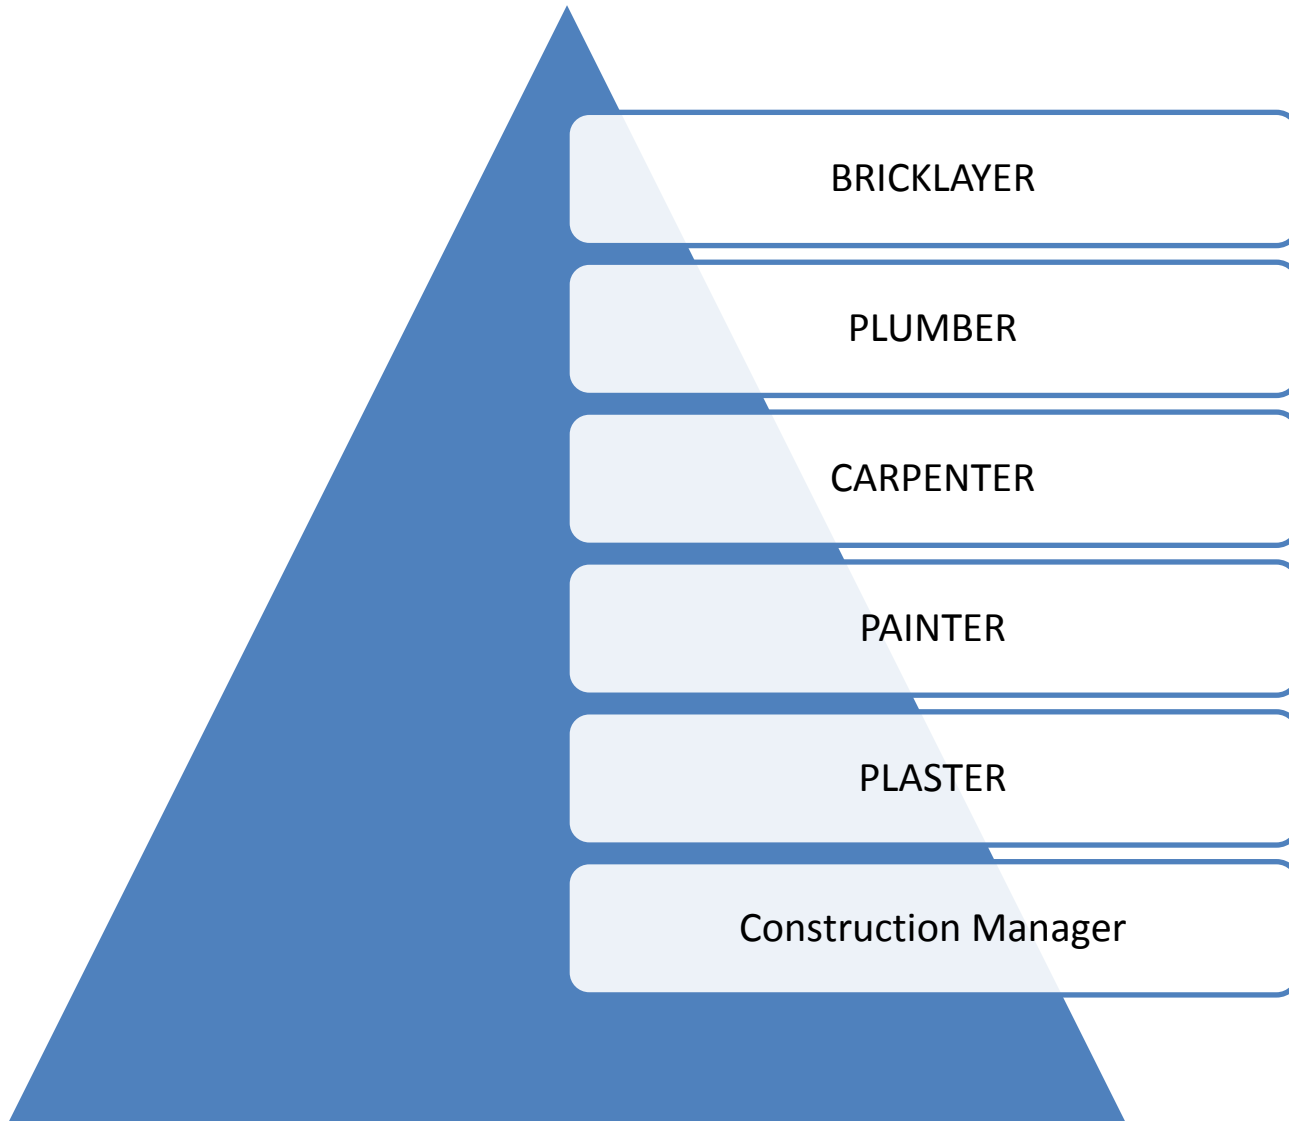 BRICKLAYER
PLUMBER
CARPENTER
PAINTER
PLASTER
Construction Manager